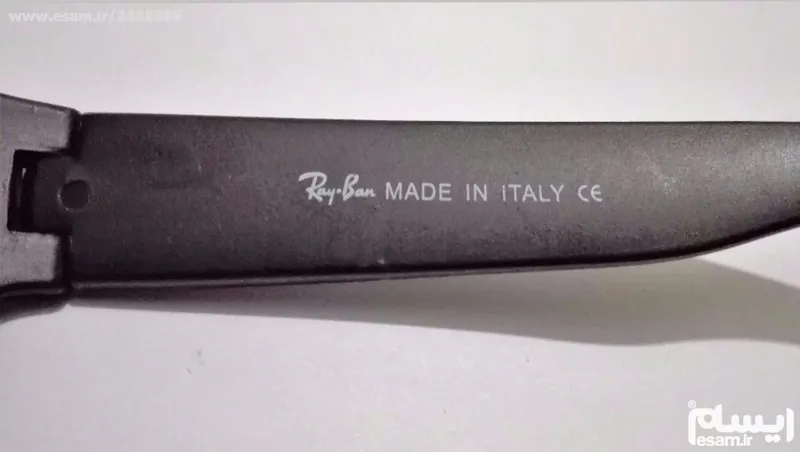 www.esam.ir/
Ray-Ban MADE IN ITALY CE
ایسام
esam.ir